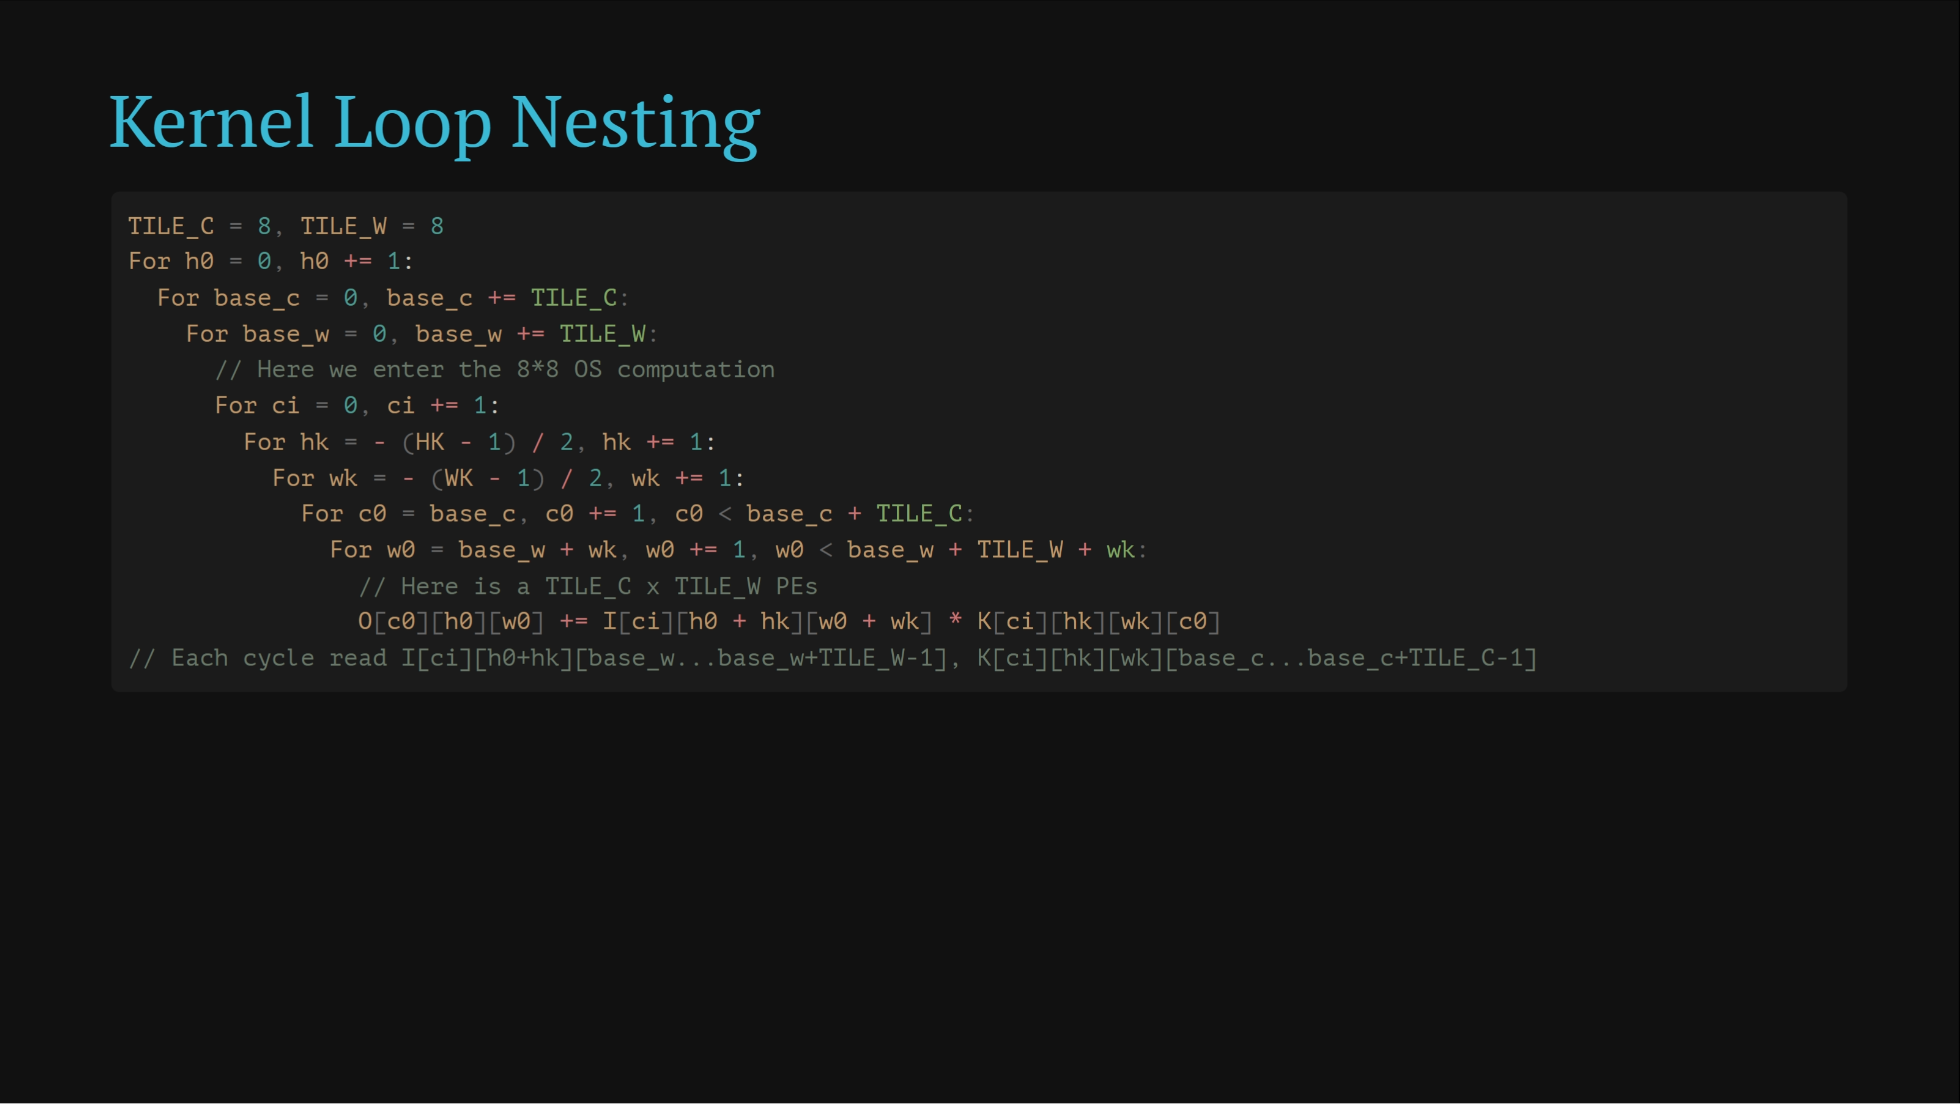 Kernel Loop Nesting
TILE_C = 8, TILE_W = 8
For h0 = 0, h0 += 1:
  For base_c = 0, base_c += TILE_C:
    For base_w = 0, base_w += TILE_W:
      // Here we enter the 8*8 OS computation
      For ci = 0, ci += 1:
        For hk = - (HK - 1) / 2, hk += 1:
          For wk = - (WK - 1) / 2, wk += 1:
            For c0 = base_c, c0 += 1, c0 < base_c + TILE_C:
              For w0 = base_w + wk, w0 += 1, w0 < base_w + TILE_W + wk:
                // Here is a TILE_C x TILE_W PEs
                O[c0][h0][w0] += I[ci][h0 + hk][w0 + wk] * K[ci][hk][wk][c0]
// Each cycle read I[ci][h0+hk][base_w...base_w+TILE_W-1], K[ci][hk][wk][base_c...base_c+TILE_C-1]